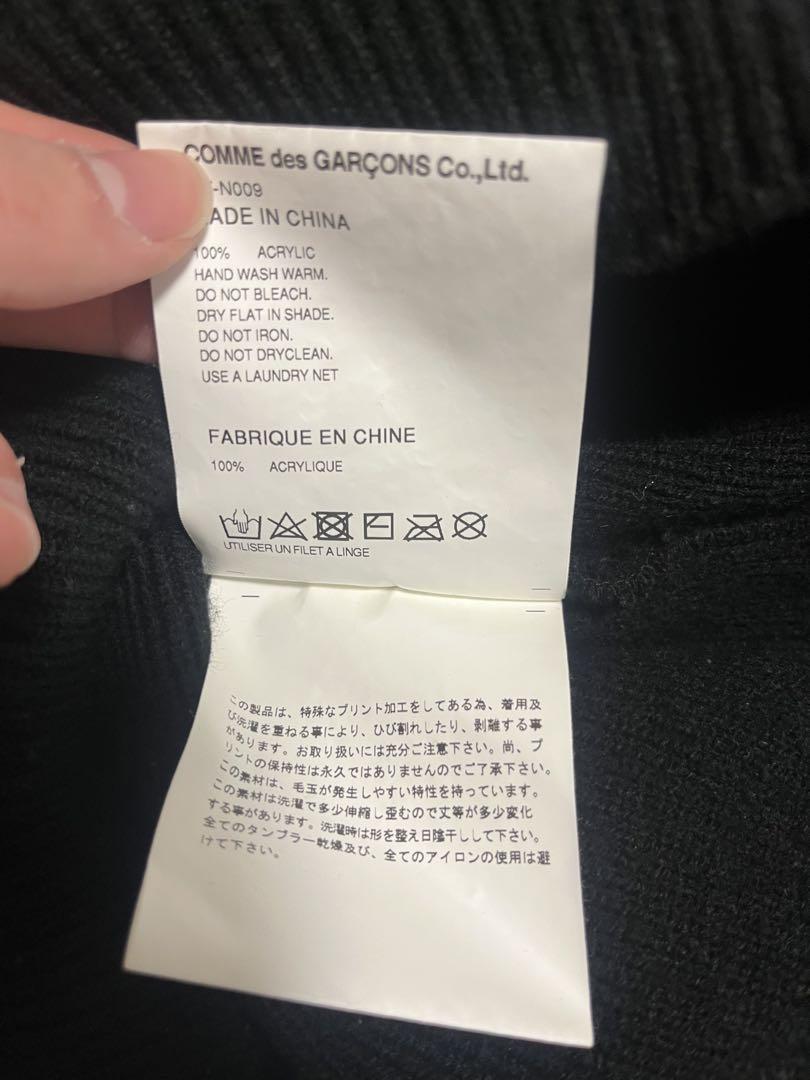 COMME des GARÇONS Co.,Ltd.
-N009
MADE IN CHINA
100% ACRYLIC
HAND WASH WARM.
DO NOT BLEACH.
DRY FLAT IN SHADE.
DO NOT IRON.
DO NOT DRYCLEAN.
USE A LAUNDRY NET
FABRIQUE EN CHINE
100% ACRYLIQUE
UTILISER UN FILET A LINGE
この製品は、特殊なプリント加工をしてある為、着用及
び洗濯を重ねる事により、ひび割れしたり、剥離する事
があります。お取り扱いには充分ご注意下さい。尚、プ
リントの保持性は永久ではありませんのでご了承下さい。
この素材は、毛玉が発生しやすい特性を持っています。
この素材は洗濯で多少伸縮し歪むので丈等が多少変化
する事があります。洗濯時は形を整え日陰干しして下さい。
全てのタンブラー乾燥及び、全てのアイロンの使用は避
けて下さい。